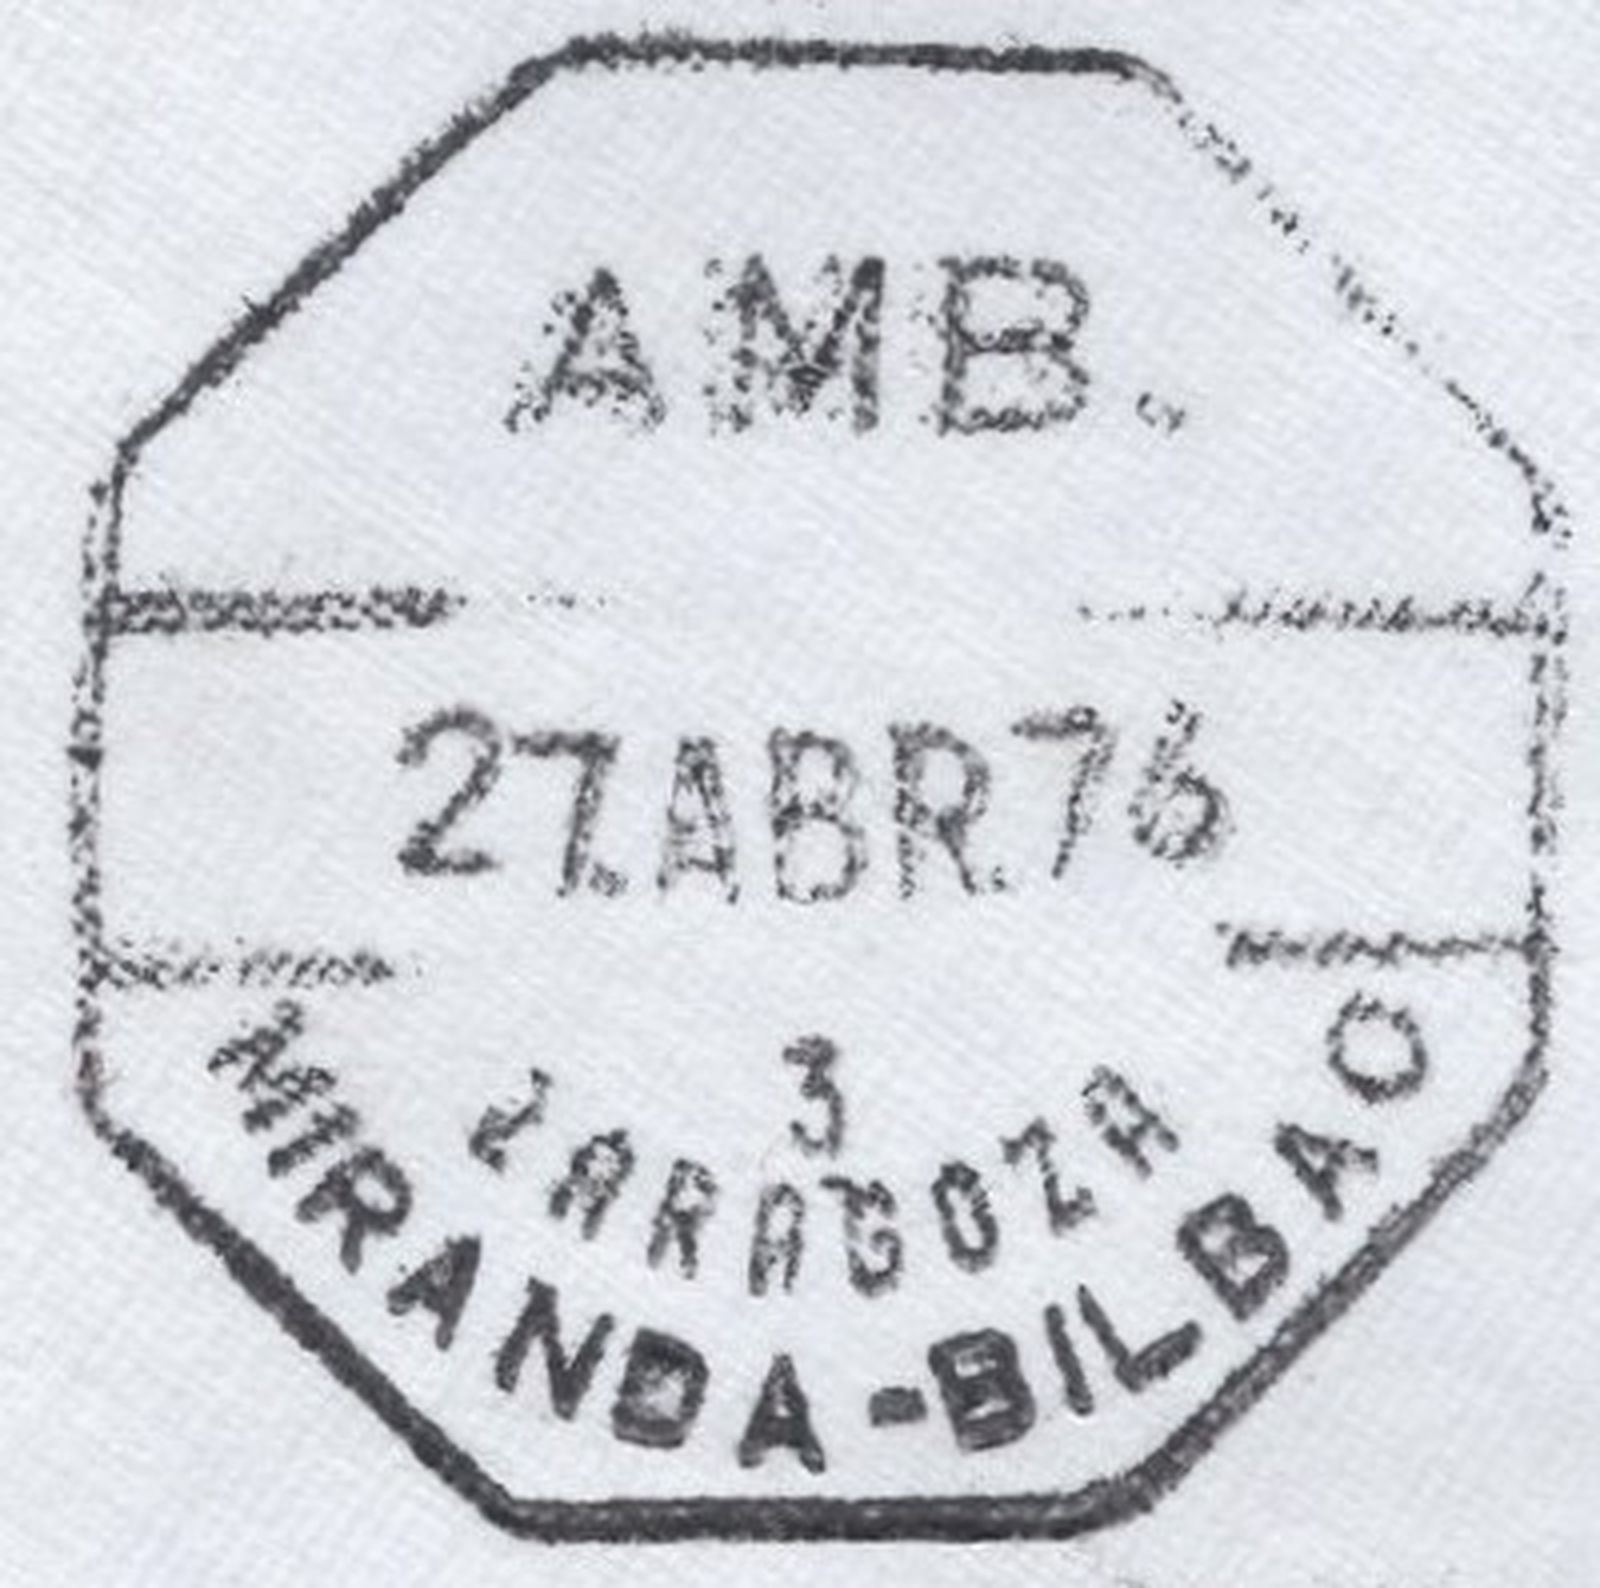 AMB.
27.ABR.76
3
ZARAGOZA
MIRANDA-BILBAO